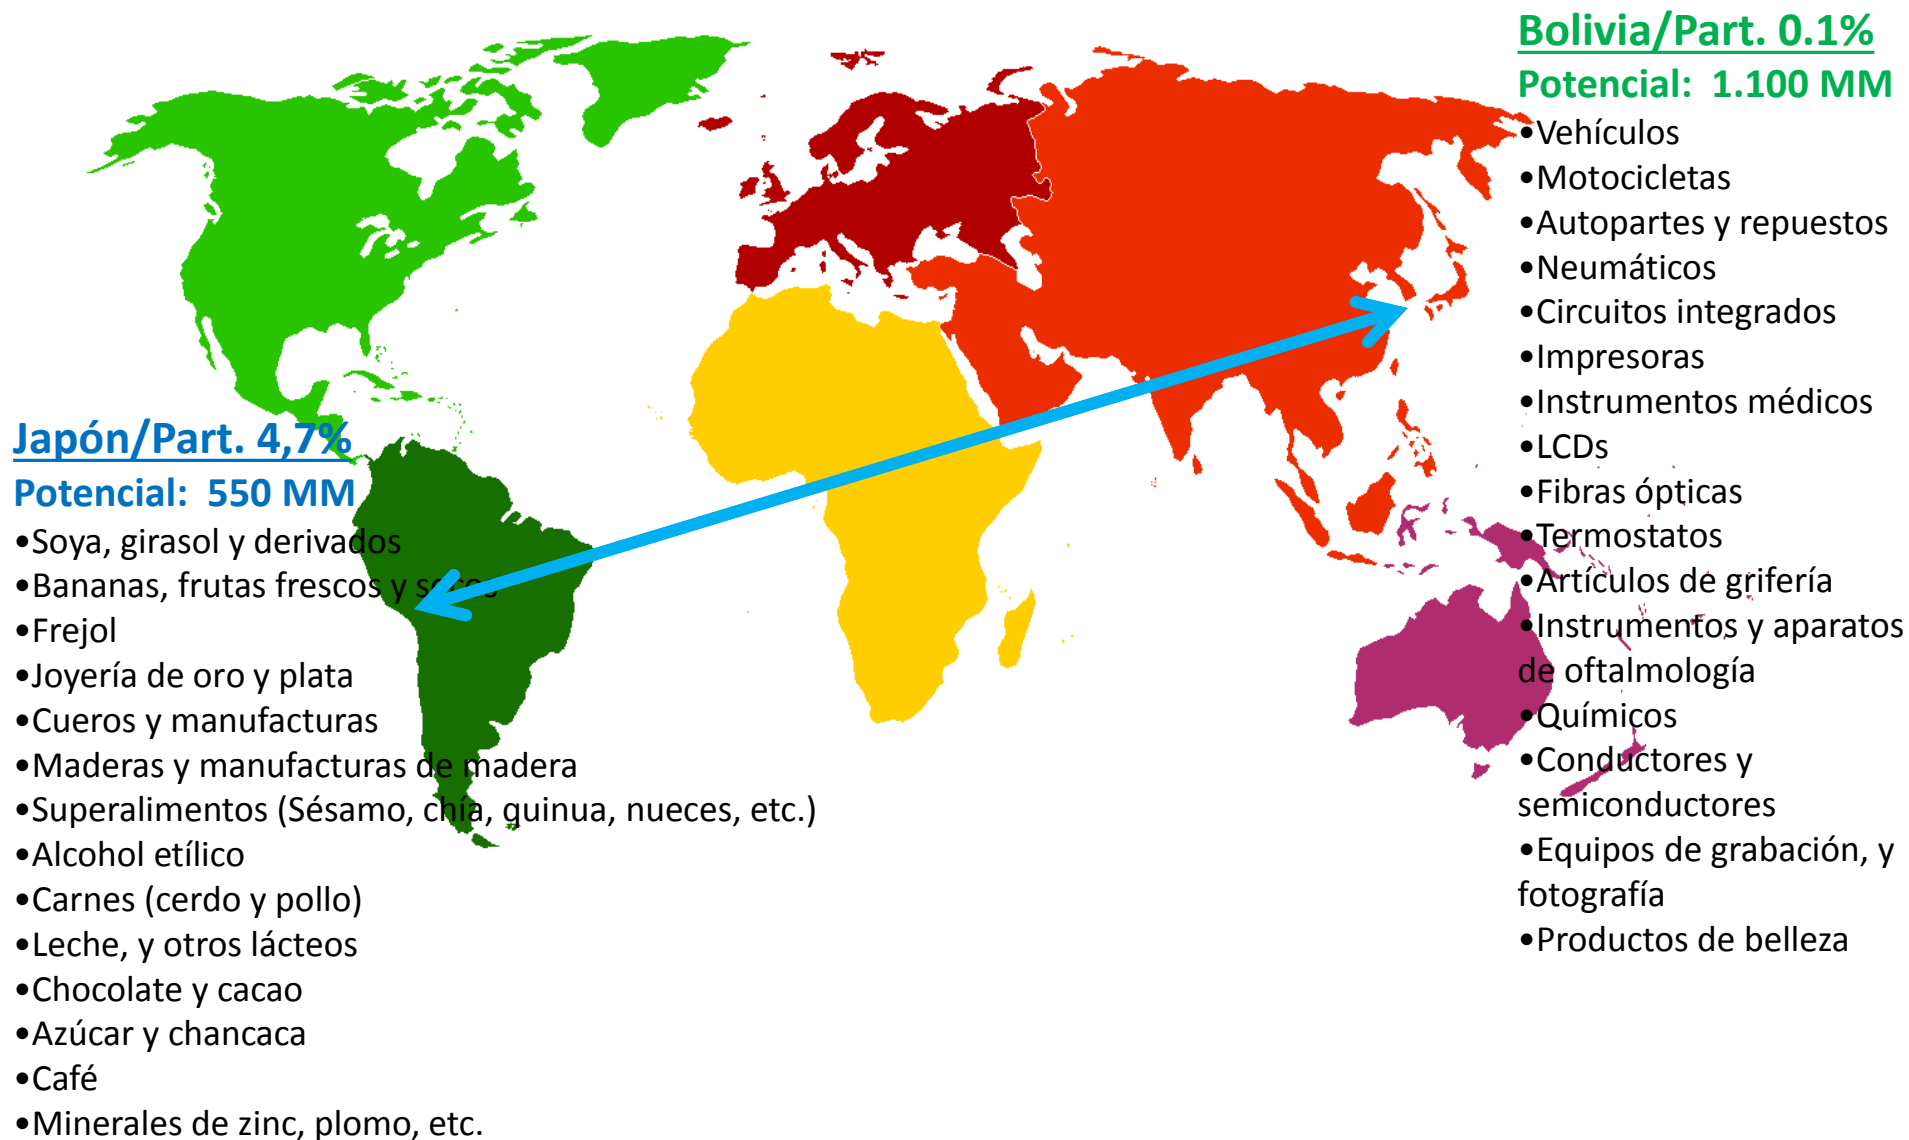 Bolivia/Part. 0.1%
Potencial: 1.100 MM
•Vehículos
•Motocicletas
•Autopartes y repuestos
•Neumáticos
•Circuitos integrados
•Impresoras
•Instrumentos médicos
•LCDs
•Fibras ópticas
•Termostatos
•Artículos de grifería
•Instrumentos y aparatos
de oftalmología
•Químicos
•Conductores y
semiconductores
•Equipos de grabación, y
fotografía
•Productos de belleza
Japón/Part. 4,7%
Potencial: 550 MM
•Soya, girasol y derivados
•Bananas, frutas frescos y secos
•Frejol
•Joyería de oro y plata
•Cueros y manufacturas
•Maderas y manufacturas de madera
•Superalimentos (Sésamo, chía, quinua, nueces, etc.)
•Alcohol etílico
•Carnes (cerdo y pollo)
•Leche, y otros lácteos
•Chocolate y cacao
•Azúcar y chancaca
•Café
•Minerales de zinc, plomo, etc.